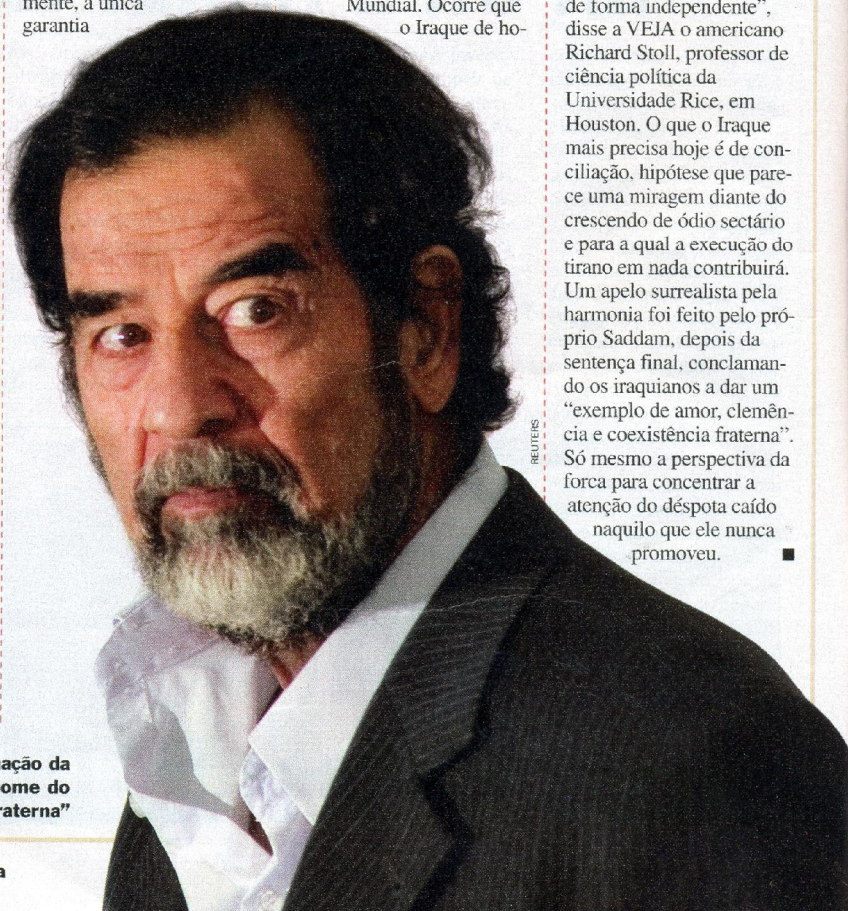 mente, a única
garantia
Mundial. Ocorre que
o Iraque de ho-
de forma independente”,
disse a VEJA o americano
Richard Stoll, professor de
ciência política da
Universidade Rice, em
Houston. O que o Iraque
mais precisa hoje é de con-
ciliação, hipótese que pare-
ce uma miragem diante do
crescendo de ódio sectário
e para a qual a execução do
tirano em nada contribuirá.
Um apelo surrealista pela
harmonia foi feito pelo pró-
prio Saddam, depois da
sentença final, conclaman-
do os iraquianos a dar um
“exemplo de amor, clemên-
cia e coexistência fraterna”.
Só mesmo a perspectiva da
forca para concentrar a
atenção do déspota caído
naquilo que ele nunca
promoveu. ■
REUTERS
ação da
ome do
raterna”
a